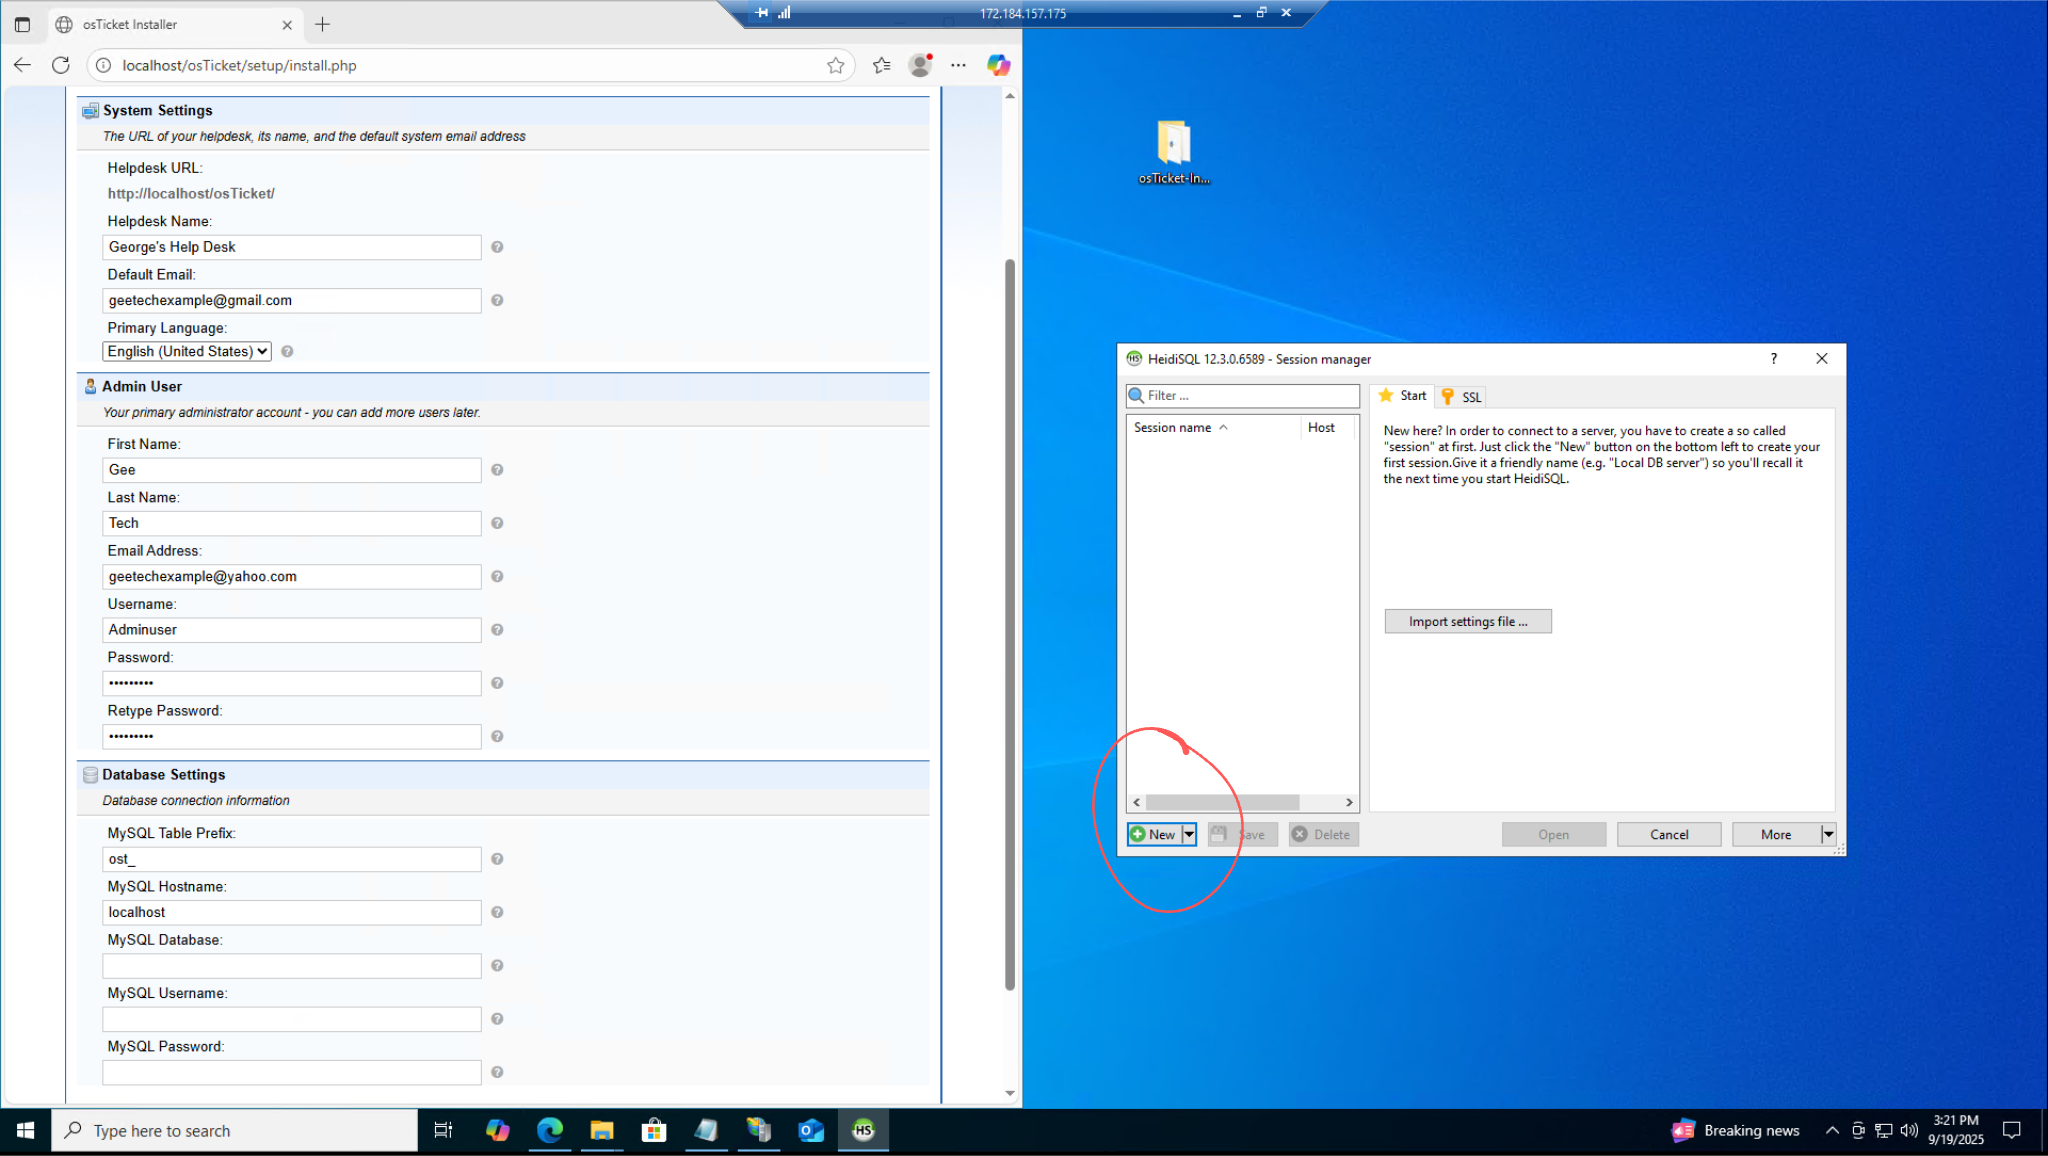 osTicket Installer
172.184.157.175
localhost/osTicket/setup/install.php
System Settings
The URL of your helpdesk, its name, and the default system email address
Helpdesk URL:
http://localhost/osTicket/
Helpdesk Name:
George's Help Desk
Default Email:
geetechexample@gmail.com
Primary Language:
English (United States)
Admin User
Your primary administrator account - you can add more users later.
First Name:
Gee
Last Name:
Tech
Email Address:
geetechexample@yahoo.com
Username:
Adminuser
Password:
•••••••••
Retype Password:
•••••••••
Database Settings
Database connection information
MySQL Table Prefix:
ost_
MySQL Hostname:
localhost
MySQL Database:
MySQL Username:
MySQL Password:
osTicket-In...
HS HeidiSQL 12.3.0.6589 - Session manager
Filter ...
Session name
Host
Start
SSL
New here? In order to connect to a server, you have to create a so called
"session" at first. Just click the "New" button on the bottom left to create your
first session.Give it a friendly name (e.g. "Local DB server") so you'll recall it
the next time you start HeidiSQL.
Import settings file ...
New
Save
Delete
Open
Cancel
More
Type here to search
HS
Breaking news
3:21 PM
9/19/2025